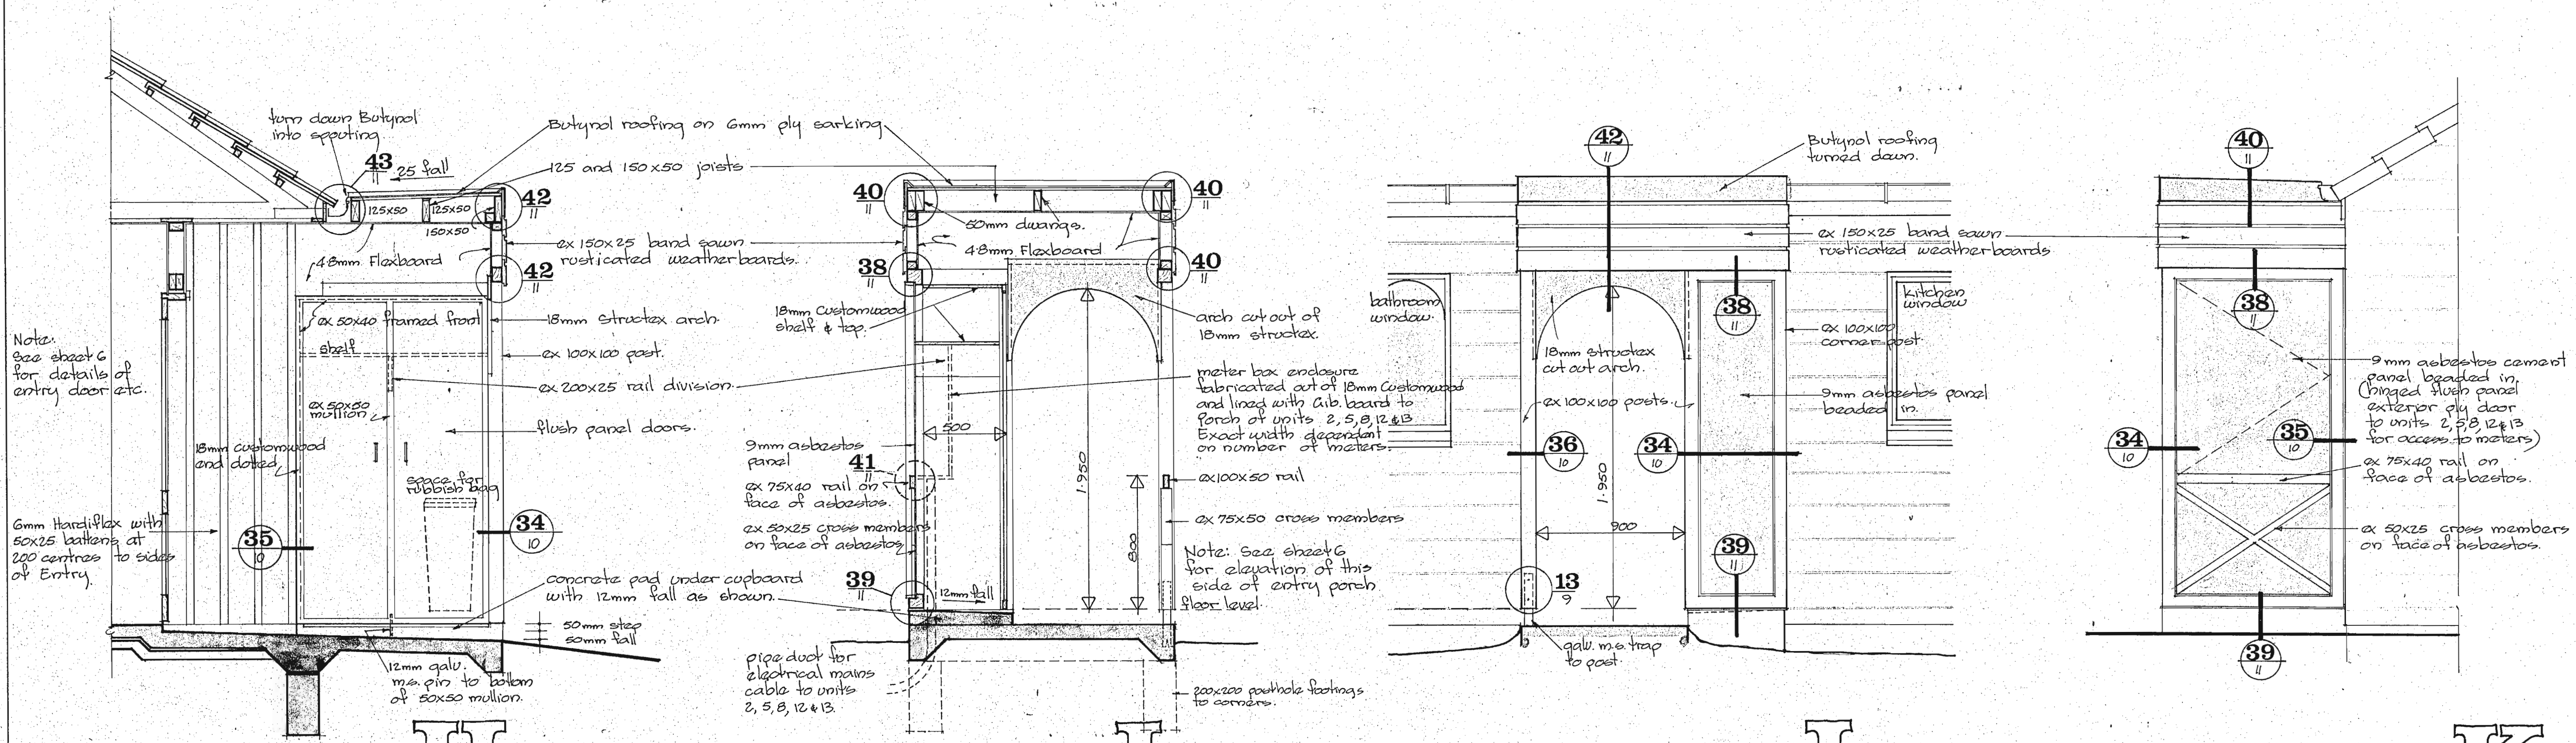 turn down Butynol
into spouting.
43
11
25 fall
Butynol roofing on 6mm ply sarking
125 and 150x50 joists
42
11
125x50
125x50
150x50
4·8mm Flexboard
ex 150x25 band sawn
rusticated weatherboards.
42
11
ex 50x40 framed front
shelf
18mm Structex arch
ex 100x100 post.
ex 200x25 rail division
ex 50x50
mullion
flush panel doors.
18mm Customwood
end dotted
space for
rubbish bag
Note:
See sheet 6
for details of
entry door etc.
6mm Hardiflex with
50x25 battens at
200 centres to sides
of Entry
35
10
34
10
concrete pad under cupboard
with 12mm fall as shown.
50mm step
50mm fall
12mm galv.
m.s. pin to bottom
of 50x50 mullion.
40
11
40
11
50mm dwangs.
4·8mm Flexboard
38
11
40
11
18mm Customwood
shelf & top.
arch cut out of
18mm structex.
meter box enclosure
fabricated out of 18mm Customwood
and lined with Gib. board to
Porch of units 2, 5, 8, 12 & 13
Exact width dependent
on number of meters.
500
9mm asbestos
panel
41
11
ex 75x40 rail on
face of asbestos.
ex 50x25 cross members
on face of asbestos
1·950
800
ex100x50 rail
ex 75x50 cross members
Note: See sheet 6
for elevation of this
side of entry porch
floor level.
39
11
12mm fall
pipe duct for
electrical mains
cable to units
2, 5, 8, 12 & 13.
200x200 posthole footings
to corners.
42
11
Butynol roofing
turned down.
ex 150x25 band sawn
rusticated weatherboards
bathroom
window.
kitchen
window
38
11
18mm structex
cut out arch.
ex 100x100
corner post
ex 100x100 posts.
9mm asbestos panel
beaded in.
36
10
34
10
1·950
900
13
9
39
11
galv. m.s. trap
to post.
40
11
38
11
9mm asbestos cement
panel beaded in.
(hinged flush panel
exterior ply door
to units 2, 5, 8, 12 & 13
for access to meters)
34
10
35
10
ex 75x40 rail on
face of asbestos.
ex 50x25 cross members
on face of asbestos.
39
11